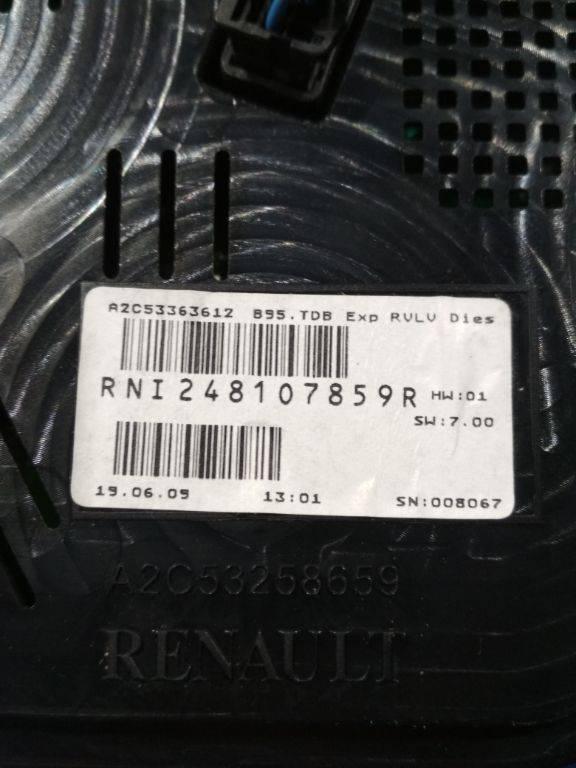 A2C53363612 B95.TDB Exp RVLV Dies
RNI248107859R HW:01
SW:7.00
19.06.09 13:01 SN:008067
A2C53258659
RENAULT